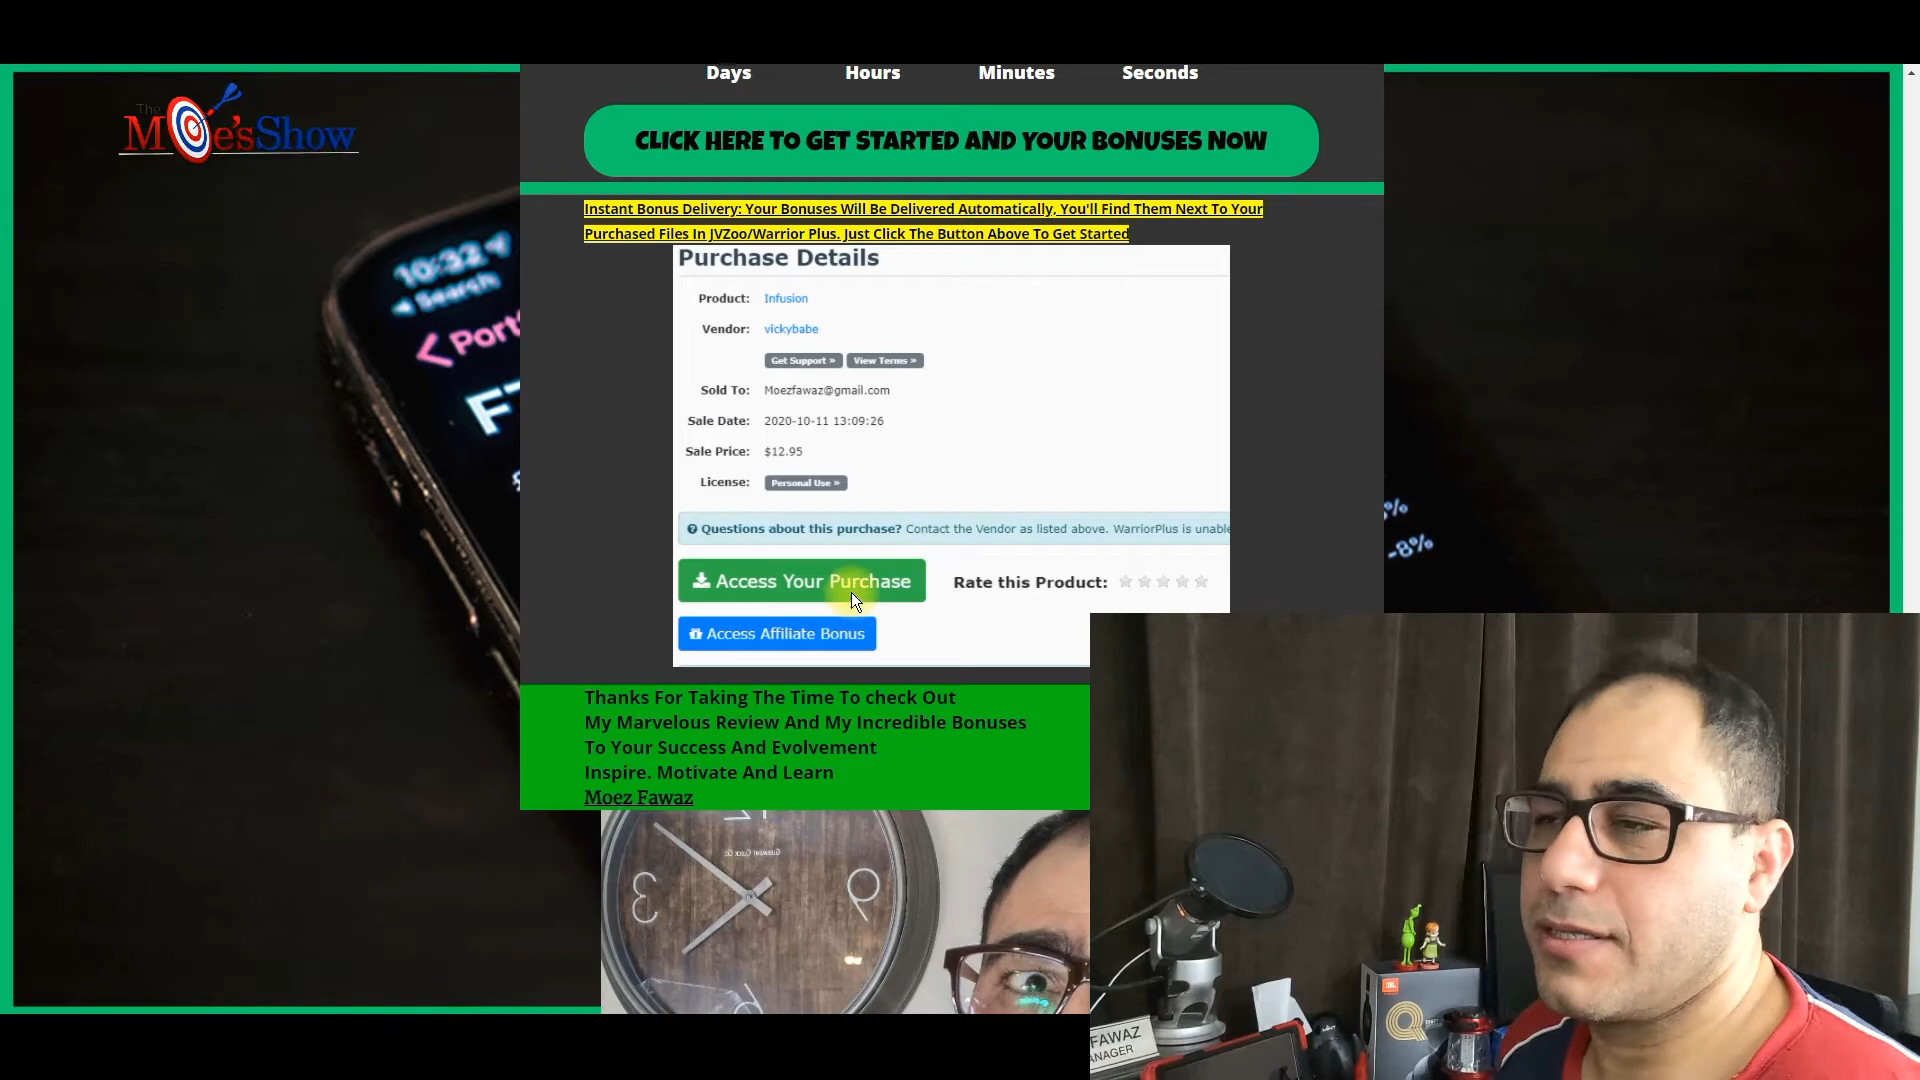 The
Moe'sShow
Days Hours Minutes Seconds
CLICK HERE TO GET STARTED AND YOUR BONUSES NOW
Instant Bonus Delivery: Your Bonuses Will Be Delivered Automatically, You'll Find Them Next To Your
Purchased Files In JVZoo/Warrior Plus. Just Click The Button Above To Get Started
10:32
Search
Purchase Details
Product: Infusion
Vendor: vickybabe
Get Support » View Terms »
Sold To: Moezfawaz@gmail.com
Sale Date: 2020-10-11 13:09:26
Sale Price: $12.95
License: Personal Use »
Questions about this purchase? Contact the Vendor as listed above. WarriorPlus is unable
-8%
Access Your Purchase Rate this Product:
Access Affiliate Bonus
Thanks For Taking The Time To check Out
My Marvelous Review And My Incredible Bonuses
To Your Success And Evolvement
Inspire. Motivate And Learn
Moez Fawaz
12
3 9
JBL
FAWAZ
ANAGER